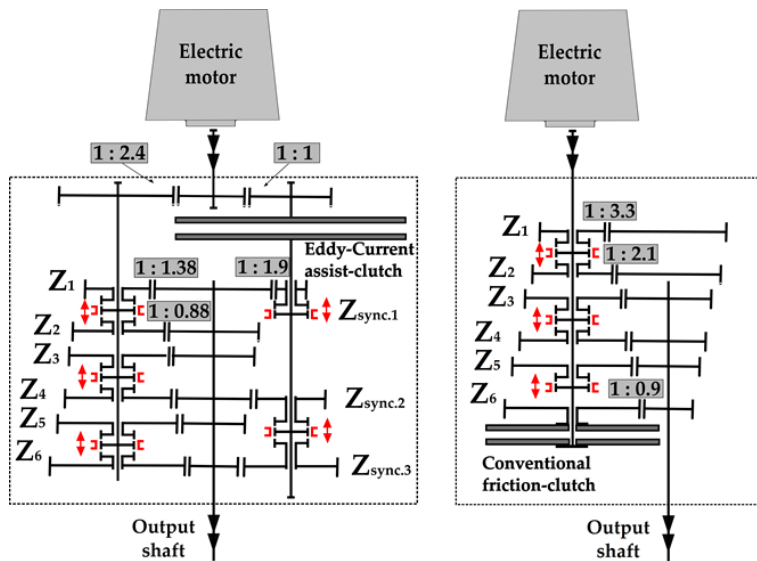 Electric
motor
1 : 2.4
1 : 1
Eddy-Current
assist-clutch
Z1
1 : 1.38
1 : 1.9
Zsync.1
1 : 0.88
Z2
Z3
Z4
Zsync.2
Z5
Z6
Zsync.3
Output
shaft
Electric
motor
1 : 3.3
Z1
1 : 2.1
Z2
Z3
Z4
Z5
1 : 0.9
Z6
Conventional
friction-clutch
Output
shaft